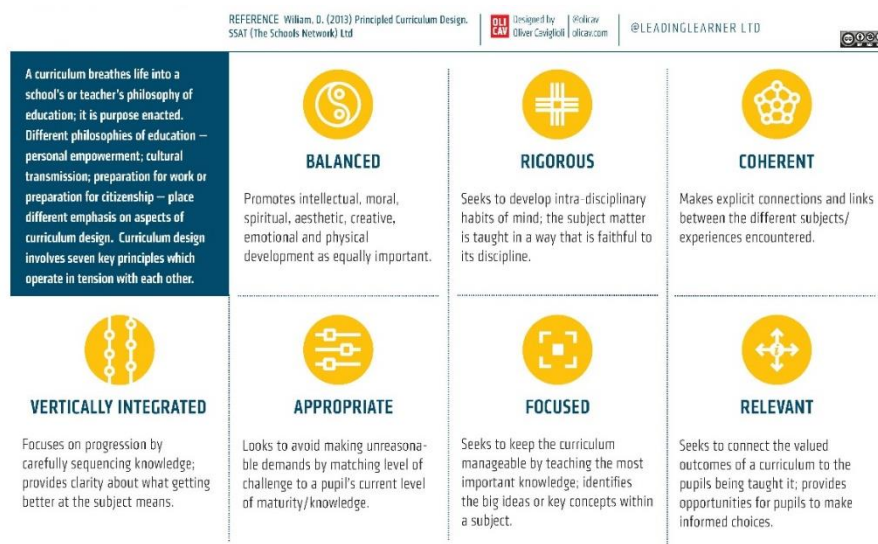 REFERENCE Wiliam, D. (2013) Principled Curriculum Design.
SSAT (The Schools Network) Ltd
OLI
CAV
Designed by
Oliver Caviglioli
@olicav
olicav.com
@LEADINGLEARNER LTD
A curriculum breathes life into a
school's or teacher's philosophy of
education; it is purpose enacted.
Different philosophies of education —
personal empowerment; cultural
transmission; preparation for work or
preparation for citizenship — place
different emphasis on aspects of
curriculum design. Curriculum design
involves seven key principles which
operate in tension with each other.
BALANCED
Promotes intellectual, moral,
spiritual, aesthetic, creative,
emotional and physical
development as equally important.
RIGOROUS
Seeks to develop intra-disciplinary
habits of mind; the subject matter
is taught in a way that is faithful to
its discipline.
COHERENT
Makes explicit connections and links
between the different subjects/
experiences encountered.
VERTICALLY INTEGRATED
Focuses on progression by
carefully sequencing knowledge;
provides clarity about what getting
better at the subject means.
APPROPRIATE
Looks to avoid making unreasona-
ble demands by matching level of
challenge to a pupil's current level
of maturity/knowledge.
FOCUSED
Seeks to keep the curriculum
manageable by teaching the most
important knowledge; identifies
the big ideas or key concepts within
a subject.
RELEVANT
Seeks to connect the valued
outcomes of a curriculum to the
pupils being taught it; provides
opportunities for pupils to make
informed choices.